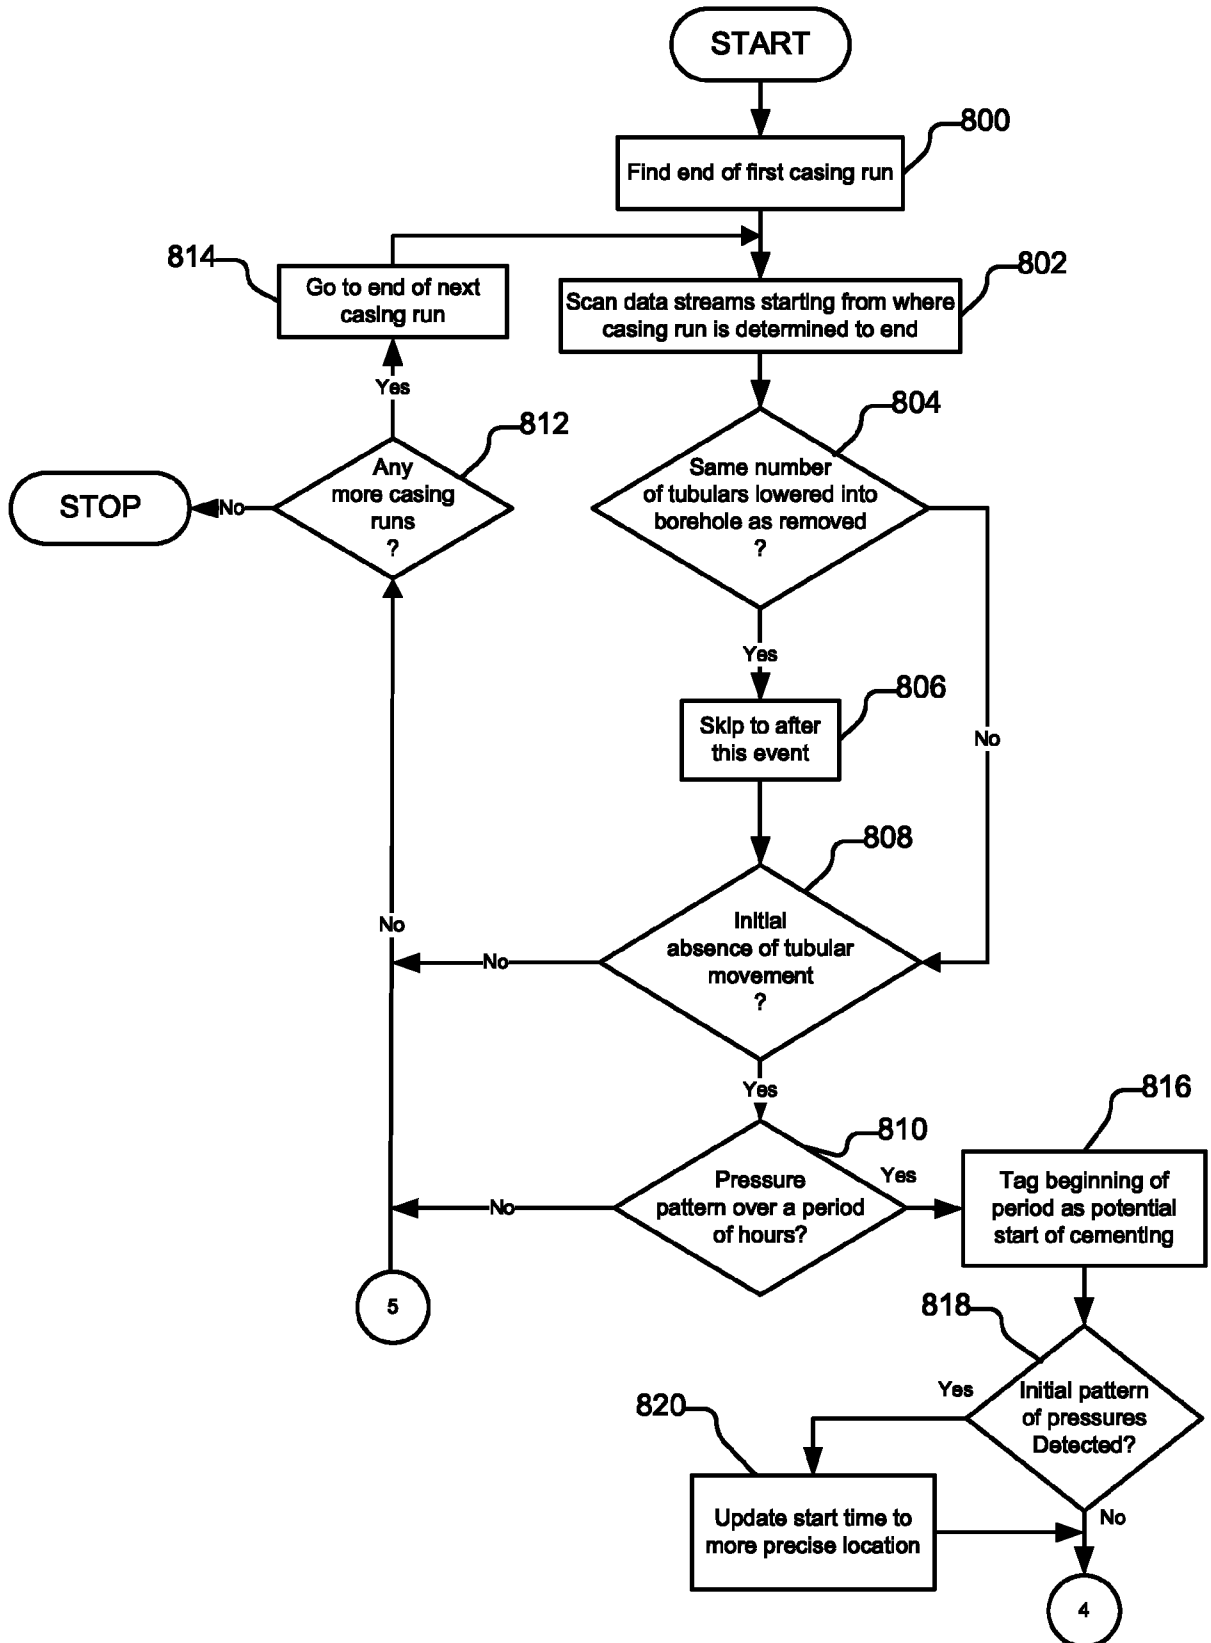 START
800
Find end of first casing run
814
Go to end of next
casing run
802
Scan data streams starting from where
casing run is determined to end
Yes
804
812
Any
more casing
runs
?
STOP
No
Same number
of tubulars lowered into
borehole as removed
?
Yes
806
Skip to after
this event
No
808
Initial
absence of tubular
movement
?
No
No
Yes
816
810
Pressure
pattern over a period
of hours?
Yes
No
Tag beginning of
period as potential
start of cementing
5
818
Yes
Initial pattern
of pressures
Detected?
820
Update start time to
more precise location
No
4